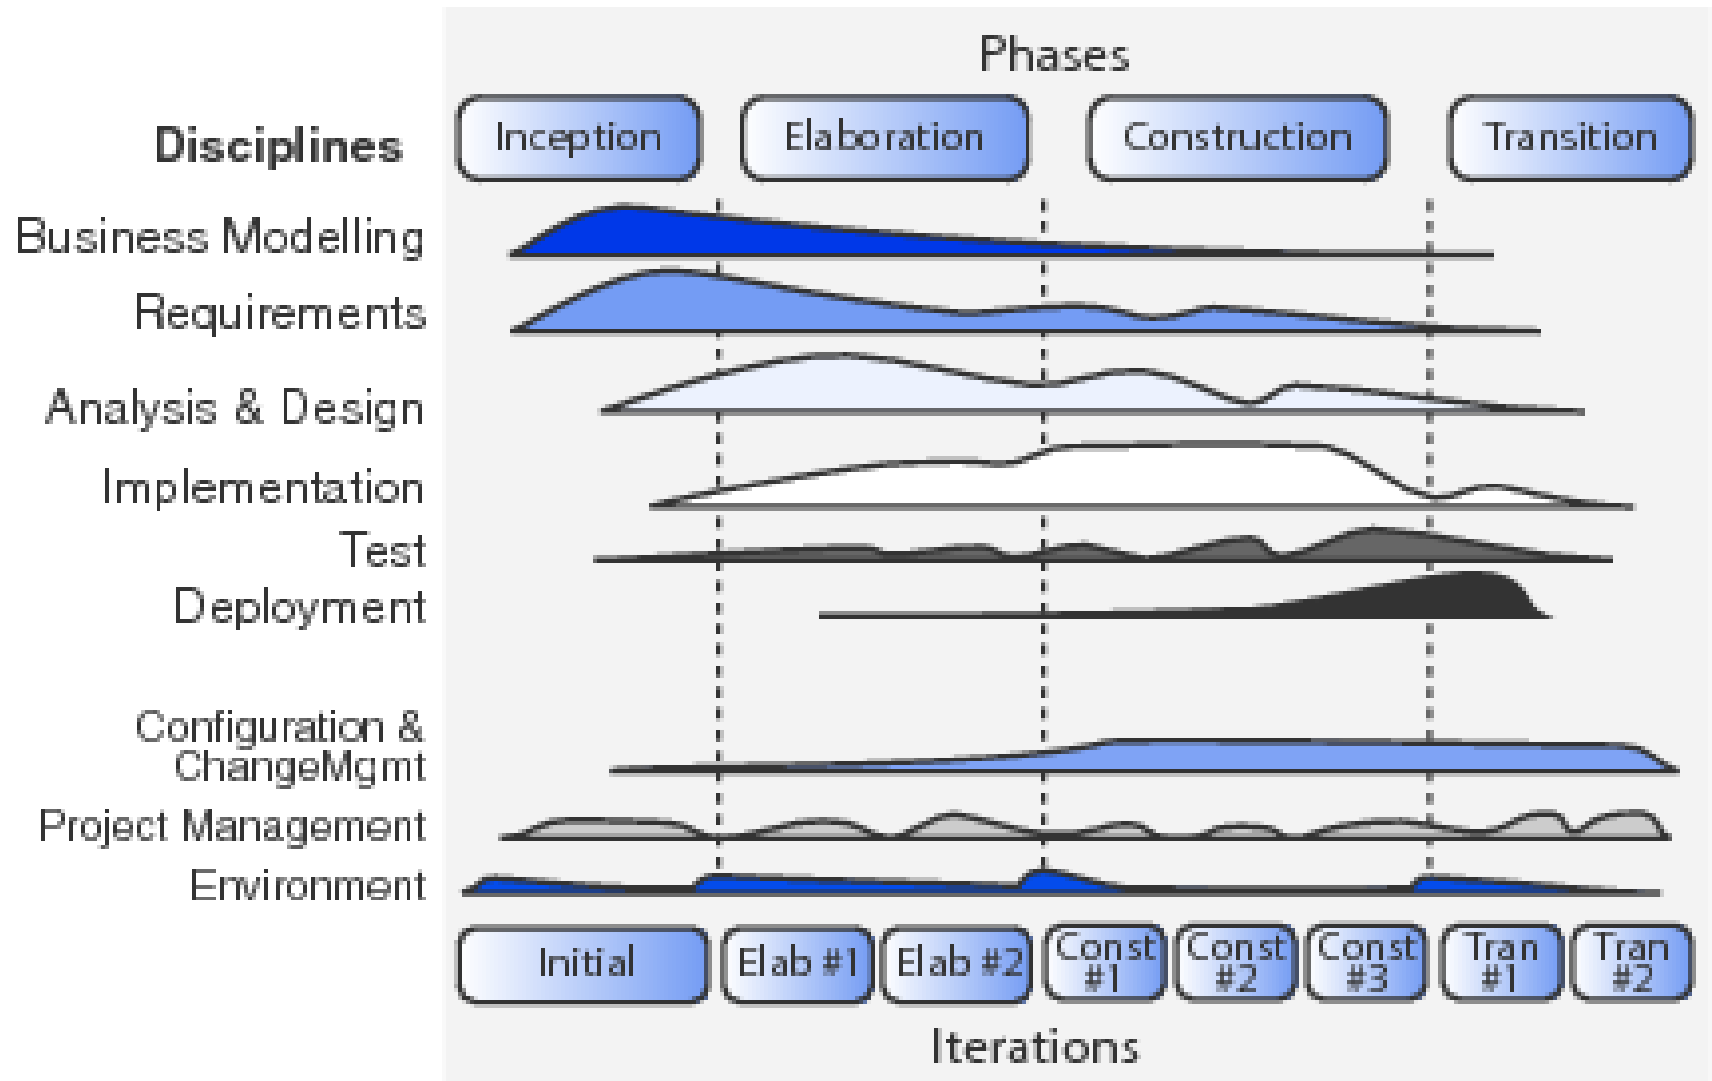 Phases
Inception Elaboration Construction Transition
Disciplines
Business Modelling
Requirements
Analysis & Design
Implementation
Test
Deployment
Configuration &
ChangeMgmt
Project Management
Environment
Initial
Elab #1
Elab #2
Const
#1
Const
#2
Const
#3
Tran
#1
Tran
#2
Iterations